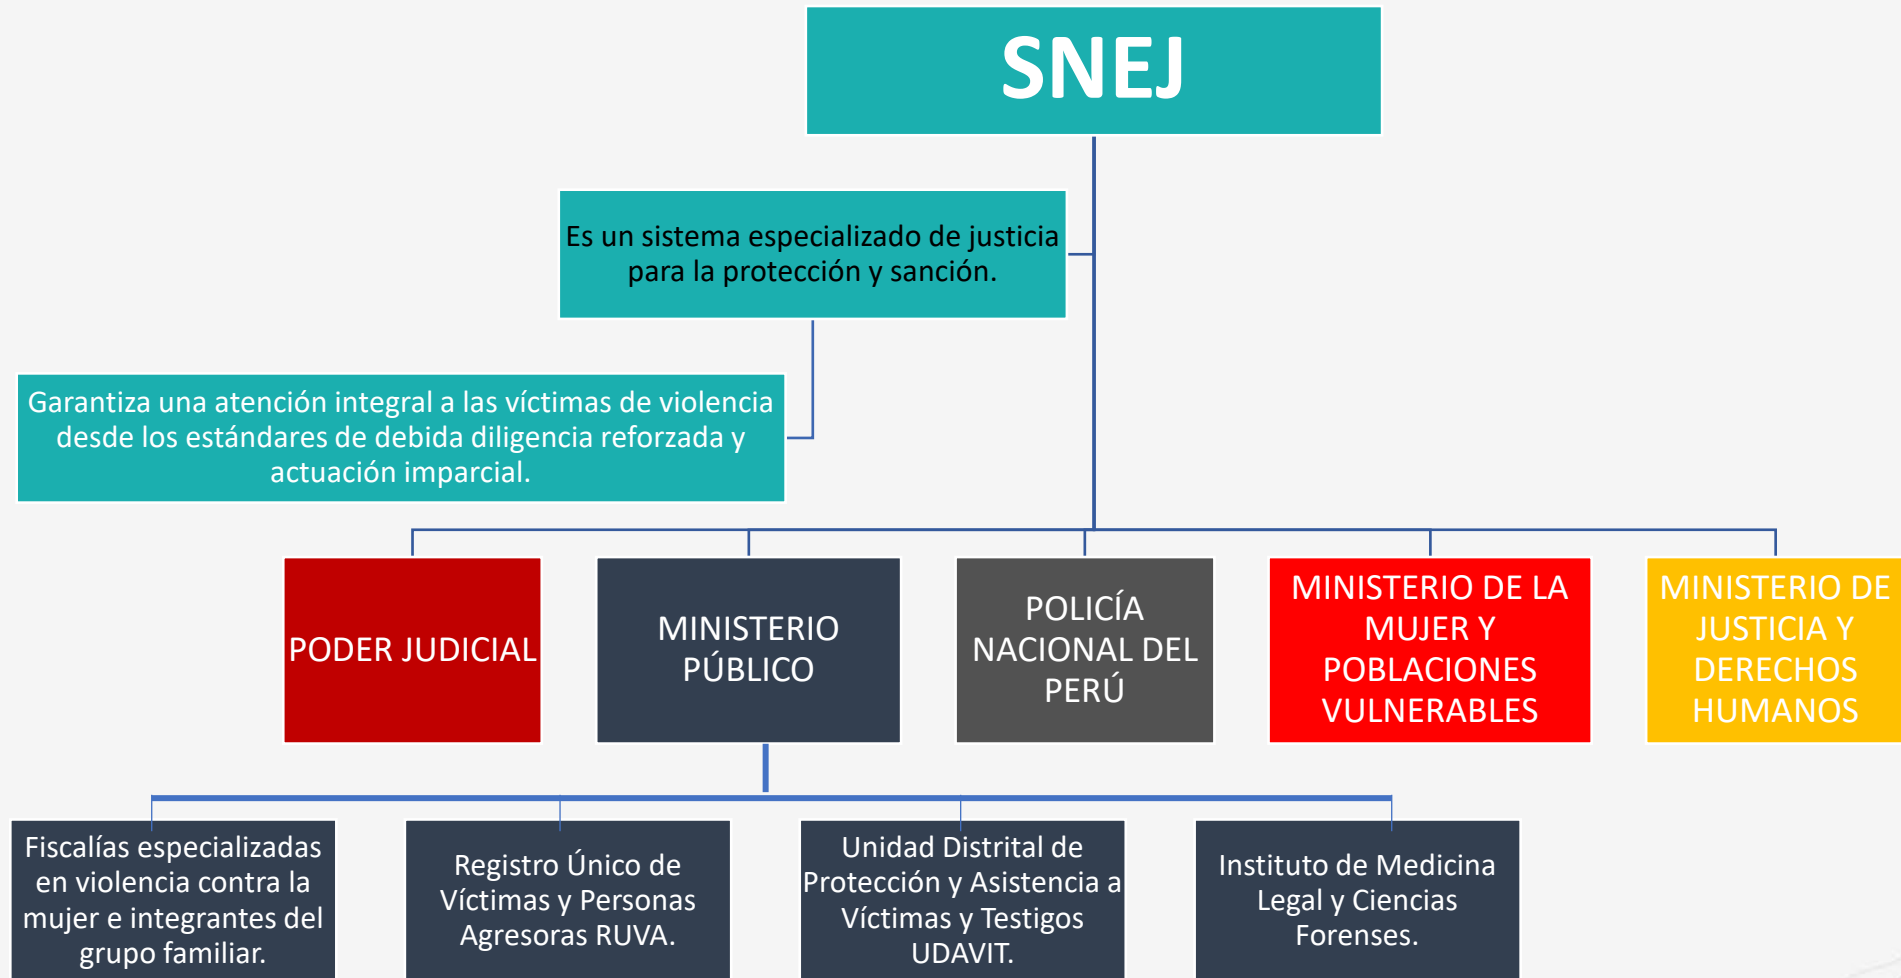 SNEJ
Es un sistema especializado de justicia
para la protección y sanción.
Garantiza una atención integral a las víctimas de violencia
desde los estándares de debida diligencia reforzada y
actuación imparcial.
PODER JUDICIAL
MINISTERIO
PÚBLICO
POLICÍA
NACIONAL DEL
PERÚ
MINISTERIO DE LA
MUJER Y
POBLACIONES
VULNERABLES
MINISTERIO DE
JUSTICIA Y
DERECHOS
HUMANOS
Fiscalías especializadas
en violencia contra la
mujer e integrantes del
grupo familiar.
Registro Único de
Víctimas y Personas
Agresoras RUVA.
Unidad Distrital de
Protección y Asistencia a
Víctimas y Testigos
UDAVIT.
Instituto de Medicina
Legal y Ciencias
Forenses.